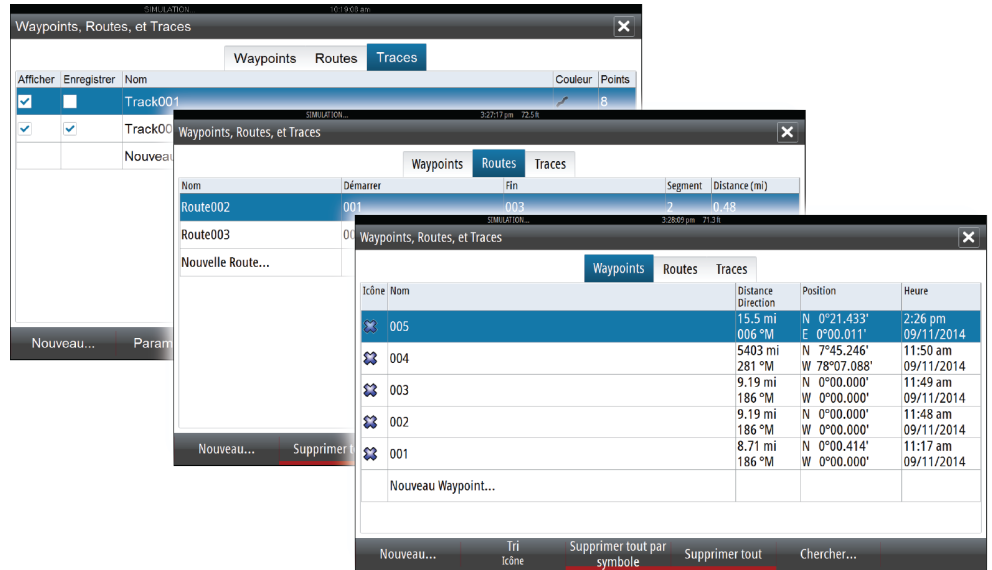 SIMULATION... 10:19:03 am
Waypoints, Routes, et Traces
Waypoints Routes Traces
Afficher Enregistrer Nom Couleur Points
Track001 8
Track00
Nouveau
Nouveau... Param
SIMULATION... 3:27:17 pm 72.5 ft
Waypoints, Routes, et Traces
Waypoints Routes Traces
Nom Démarrer Fin Segment Distance (mi)
Route002 001 003 2 0.48
Route003 00
Nouvelle Route...
Nouveau... Supprimer t
SIMULATION... 3:28:09 pm 71.3 ft
Waypoints, Routes, et Traces
Waypoints Routes Traces
Icône Nom Distance Position Heure
Direction
005 15.5 mi N 0°21.433' 2:26 pm
006 °M E 0°00.011' 09/11/2014
004 5403 mi N 7°45.246' 11:50 am
281 °M W 78°07.088' 09/11/2014
003 9.19 mi N 0°00.000' 11:49 am
186 °M W 0°00.000' 09/11/2014
002 9.19 mi N 0°00.000' 11:48 am
186 °M W 0°00.000' 09/11/2014
001 8.71 mi N 0°00.414' 11:17 am
186 °M W 0°00.000' 09/11/2014
Nouveau Waypoint...
Nouveau... Tri Supprimer tout par Supprimer tout Chercher...
Icône symbole